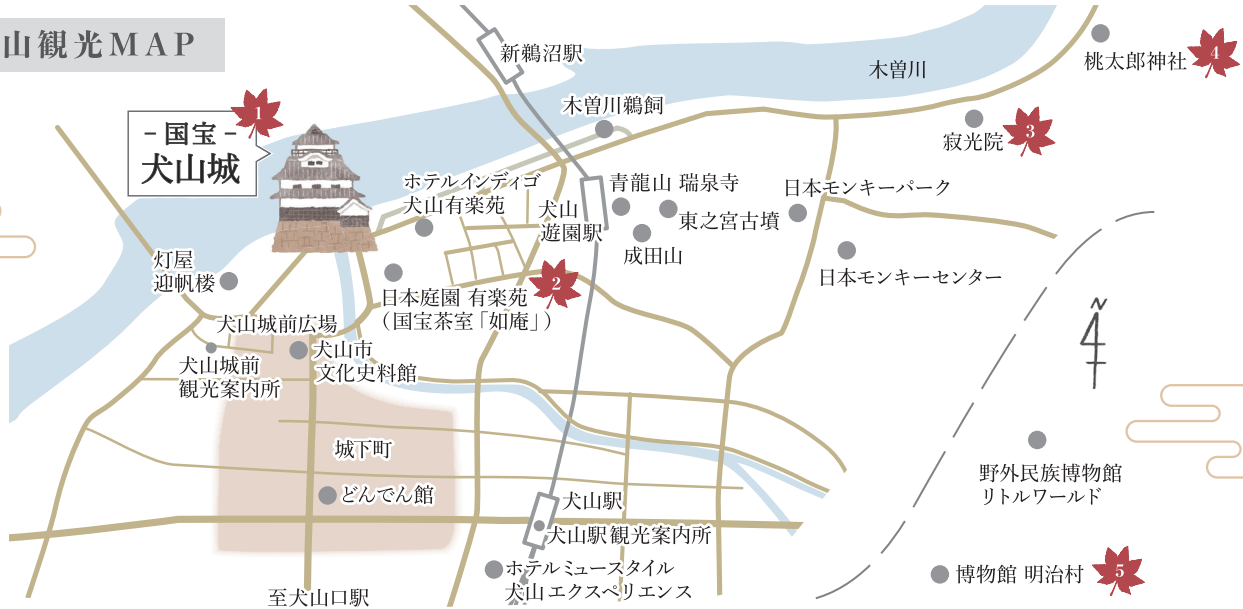 山観光MAP
新鵜沼駅
木曽川
4
桃太郎神社
1
-国宝-
犬山城
木曽川鵜飼
3
寂光院
ホテルインディゴ
犬山有楽苑
犬山
遊園駅
青龍山 瑞泉寺
東之宮古墳
成田山
日本モンキーパーク
日本モンキーセンター
灯屋
迎帆楼
2
日本庭園 有楽苑
（国宝茶室「如庵」）
犬山城前広場
犬山城前
観光案内所
犬山市
文化史料館
城下町
どんでん館
犬山駅
犬山駅観光案内所
ホテルミュースタイル
犬山エクスペリエンス
至犬山口駅
野外民族博物館
リトルワールド
博物館 明治村
5